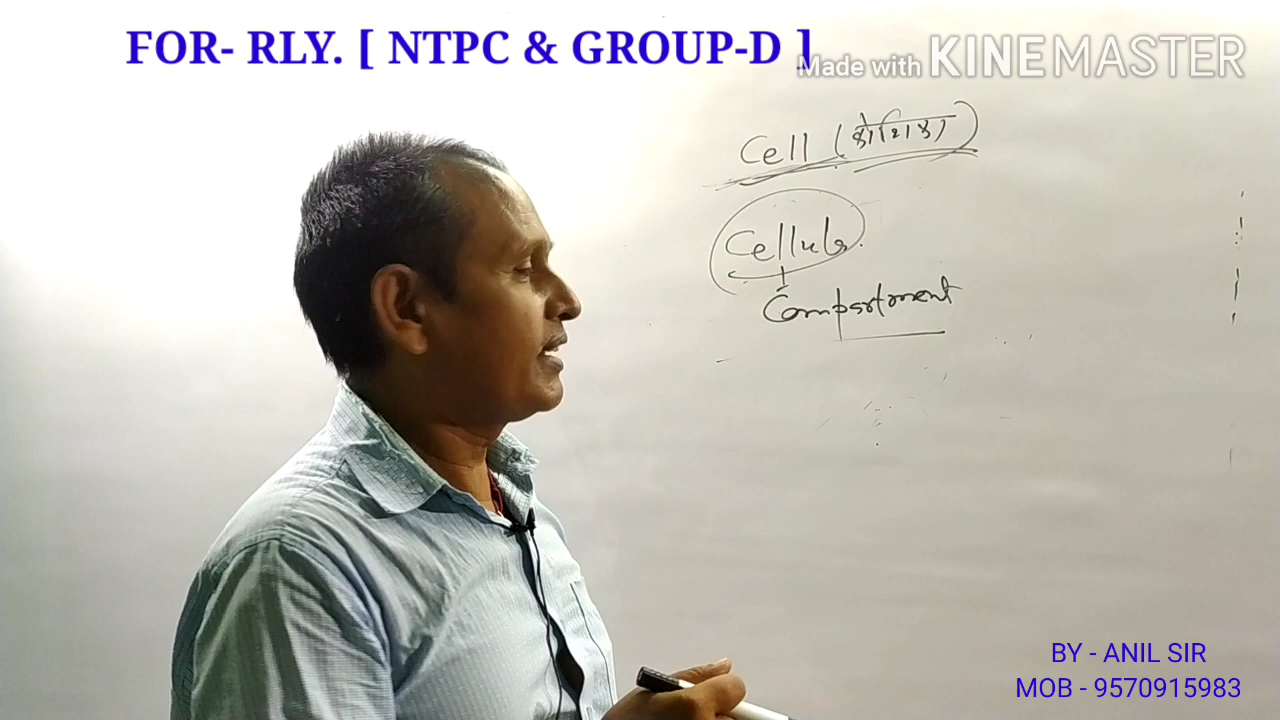 FOR- RLY. [ NTPC & GROUP-D ]
Made with KINEMASTER
Cell (कोशिका)
Cellula
Compartment
BY - ANIL SIR
MOB - 9570915983